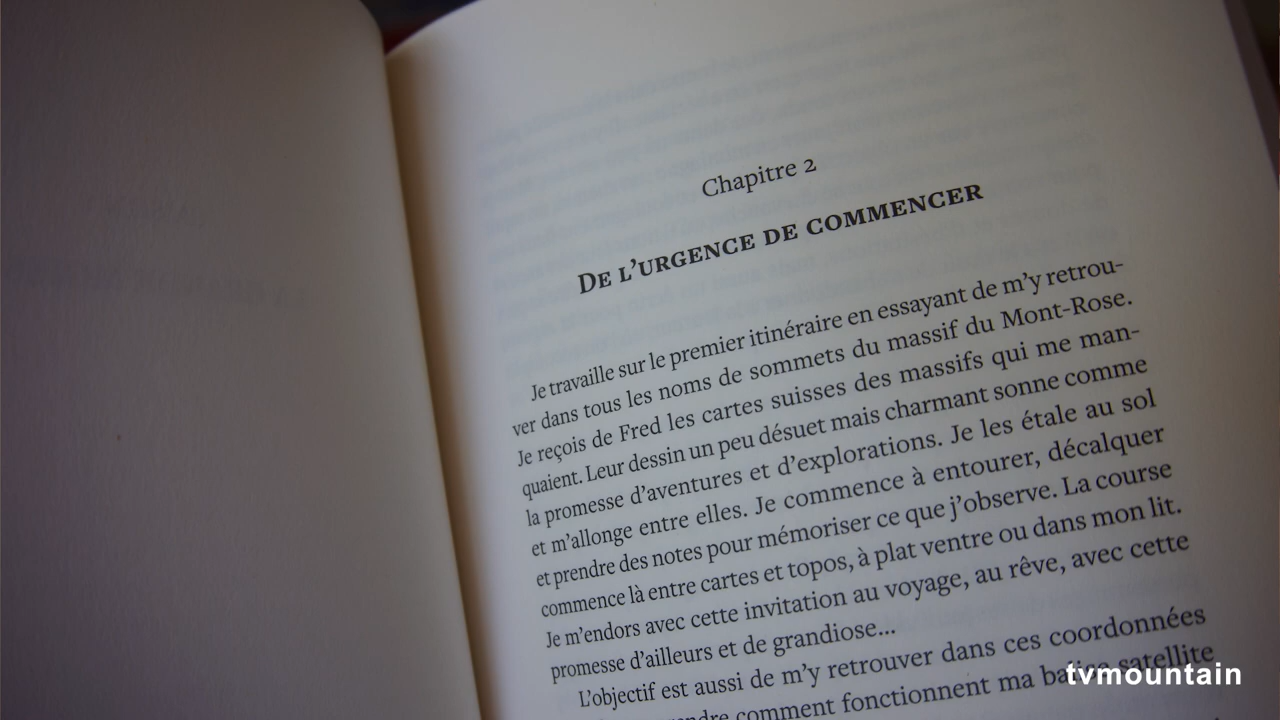 Chapitre 2
De l'urgence de commencer
Je travaille sur le premier itinéraire en essayant de m'y retrou-
ver dans tous les noms de sommets du massif du Mont-Rose.
Je reçois de Fred les cartes suisses des massifs qui me man-
quaient. Leur dessin un peu désuet mais charmant sonne comme
la promesse d'aventures et d'explorations. Je les étale au sol
et m'allonge entre elles. Je commence à entourer, décalquer
et prendre des notes pour mémoriser ce que j'observe. La course
commence là entre cartes et topos, à plat ventre ou dans mon lit.
Je m'endors avec cette invitation au voyage, au rêve, avec cette
promesse d'ailleurs et de grandiose...
L'objectif est aussi de m'y retrouver dans ces coordonnées
comment fonctionnent ma balise satellite
tvmountain